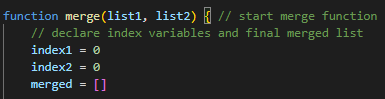 function merge(list1, list2) { // start merge function
    // declare index variables and final merged list
    index1 = 0
    index2 = 0
    merged = []